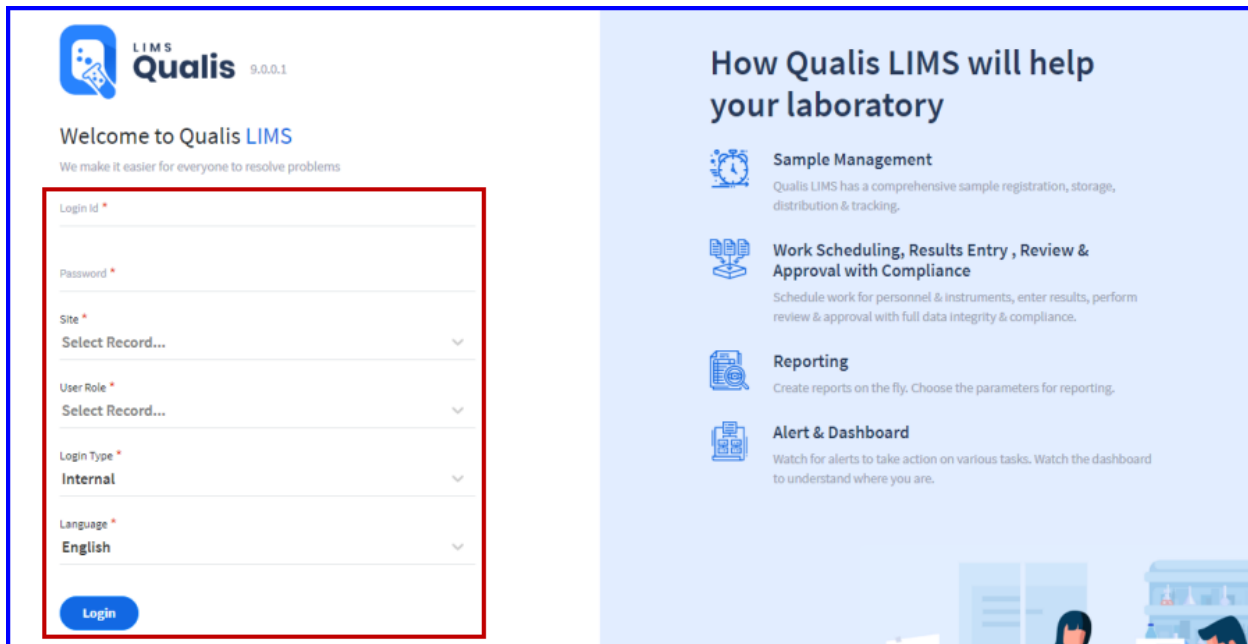 LIMS
Qualis 9.0.0.1
Welcome to Qualis LIMS
We make it easier for everyone to resolve problems
Login Id *
Password *
Site *
Select Record...
User Role *
Select Record...
Login Type *
Internal
Language *
English
Login
How Qualis LIMS will help
your laboratory
Sample Management
Qualis LIMS has a comprehensive sample registration, storage,
distribution & tracking.
Work Scheduling, Results Entry , Review &
Approval with Compliance
Schedule work for personnel & instruments, enter results, perform
review & approval with full data integrity & compliance.
Reporting
Create reports on the fly. Choose the parameters for reporting.
Alert & Dashboard
Watch for alerts to take action on various tasks. Watch the dashboard
to understand where you are.